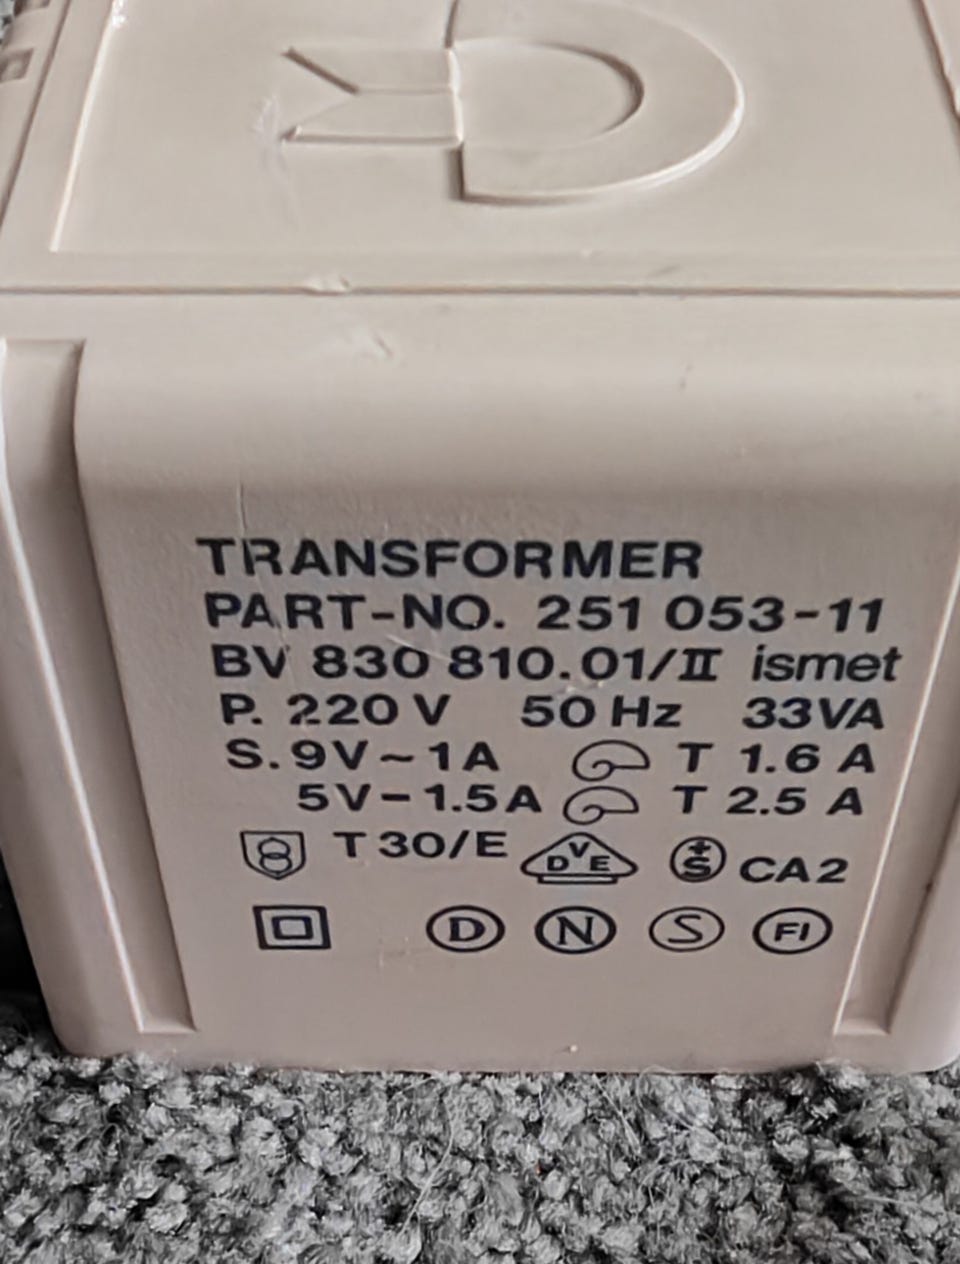 TRANSFORMER
PART-NO. 251 053-11
BV 830 810.01/II ismet
P. 220 V 50 Hz 33VA
S. 9V~1A T 1.6 A
5V-1.5A T 2.5 A
T 30/E DVE +S CA2
D N S FI